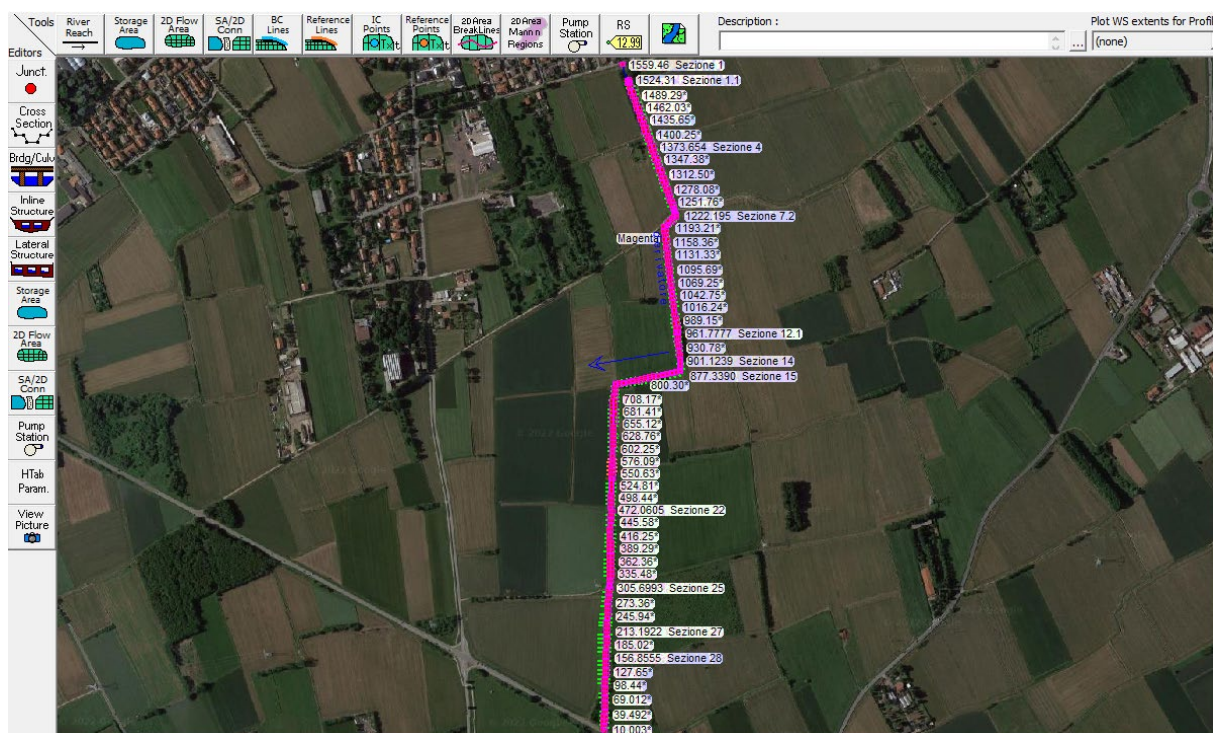 Tools
Editors
River
Reach
Storage
Area
2D Flow
Area
SA/2D
Conn
BC
Lines
Reference
Lines
IC
Points
Reference
Points
2D Area
BreakLines
2D Area
Mann n
Regions
Pump
Station
RS
12.99
Description :
...
Plot WS extents for Profil
(none)
Junct.
Cross
Section
Brdg/Culv
Inline
Structure
Lateral
Structure
Storage
Area
2D Flow
Area
SA/2D
Conn
Pump
Station
HTab
Param.
View
Picture
1559.46 Sezione 1
1524.31 Sezione 1.1
1489.29*
1462.03*
1435.65*
1400.25*
1373.654 Sezione 4
1347.38*
1312.50*
1278.08*
1251.76*
1222.195 Sezione 7.2
1193.21*
Magenta
1158.36*
1131.33*
1095.69*
1069.25*
1042.75*
1016.24*
989.15*
961.7777 Sezione 12.1
930.78*
901.1239 Sezione 14
877.3390 Sezione 15
800.30*
708.17*
681.41*
655.12*
628.76*
602.25*
576.09*
550.63*
524.81*
498.44*
472.0605 Sezione 22
445.58*
416.25*
389.29*
362.36*
335.48*
305.6993 Sezione 25
273.36*
245.94*
213.1922 Sezione 27
185.02*
156.8555 Sezione 28
127.65*
98.44*
69.012*
39.492*
10.003*